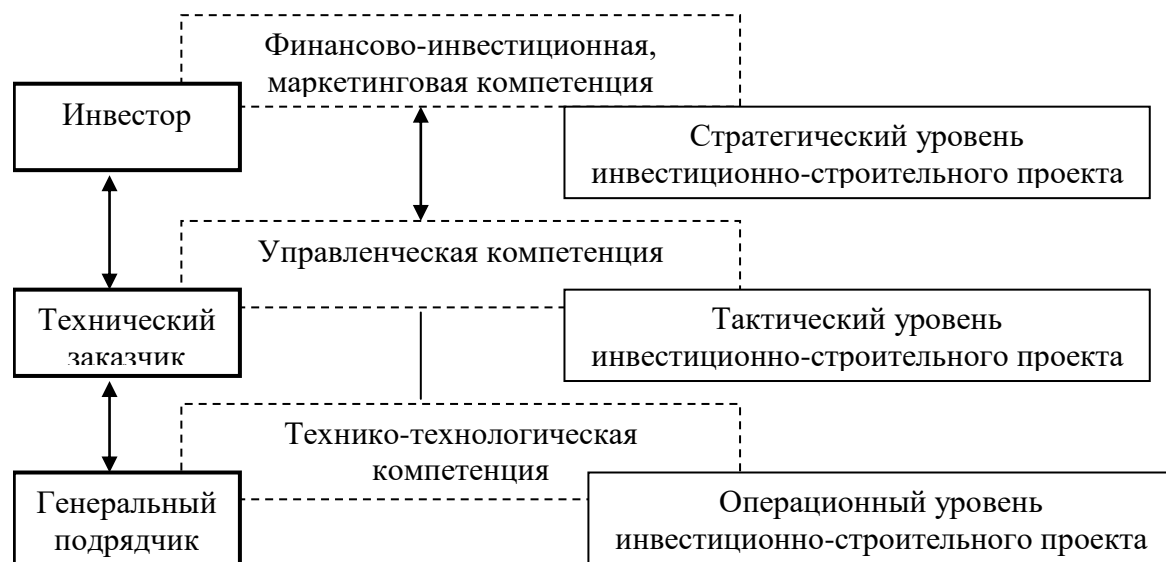 Финансово-инвестиционная,
маркетинговая компетенция
Инвестор
Стратегический уровень
инвестиционно-строительного проекта
Управленческая компетенция
Технический
заказчик
Тактический уровень
инвестиционно-строительного проекта
Технико-технологическая
компетенция
Генеральный
подрядчик
Операционный уровень
инвестиционно-строительного проекта